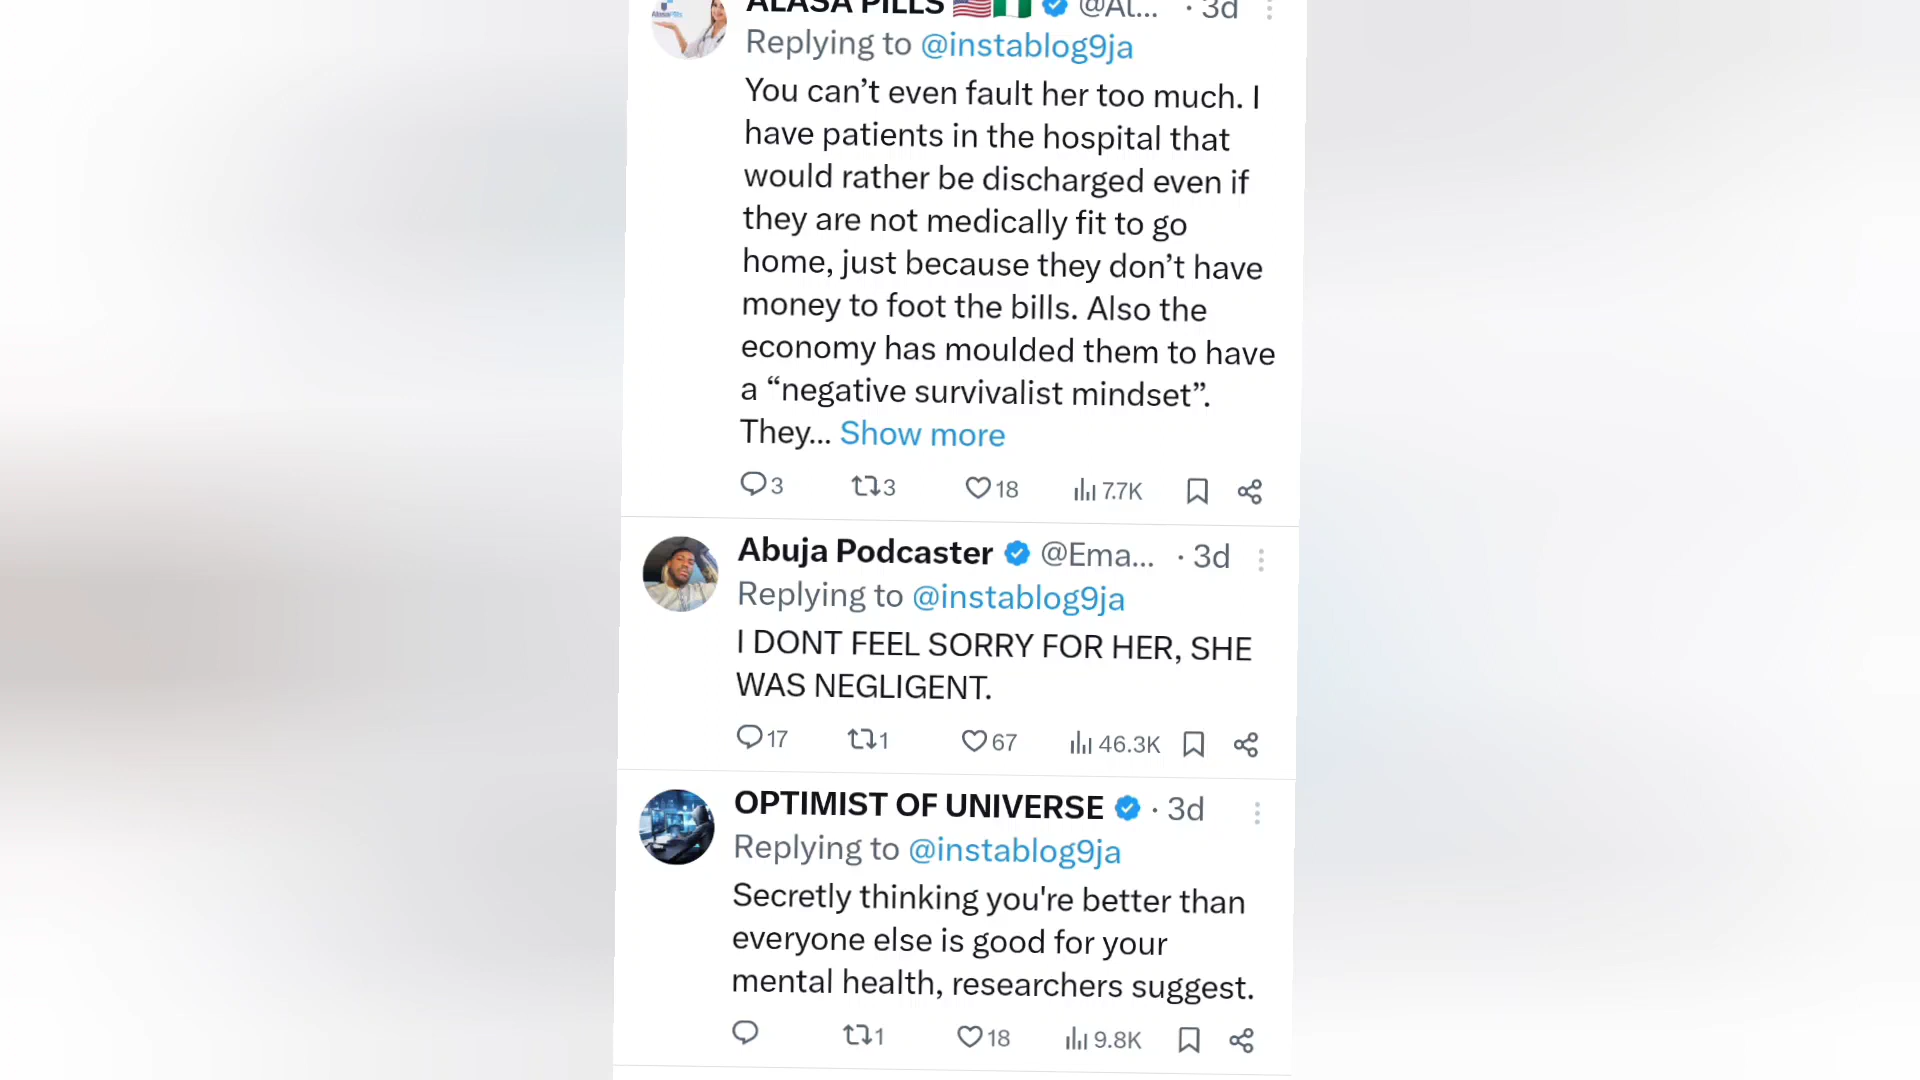 ALASA PILLS 🇺🇸🇳🇬 @Al... · 3d
Replying to @instablog9ja
You can’t even fault her too much. I
have patients in the hospital that
would rather be discharged even if
they are not medically fit to go
home, just because they don’t have
money to foot the bills. Also the
economy has moulded them to have
a “negative survivalist mindset”.
They... Show more
3 3 18 7.7K
Abuja Podcaster @Ema... · 3d
Replying to @instablog9ja
I DONT FEEL SORRY FOR HER, SHE
WAS NEGLIGENT.
17 1 67 46.3K
OPTIMIST OF UNIVERSE · 3d
Replying to @instablog9ja
Secretly thinking you're better than
everyone else is good for your
mental health, researchers suggest.
1 18 9.8K